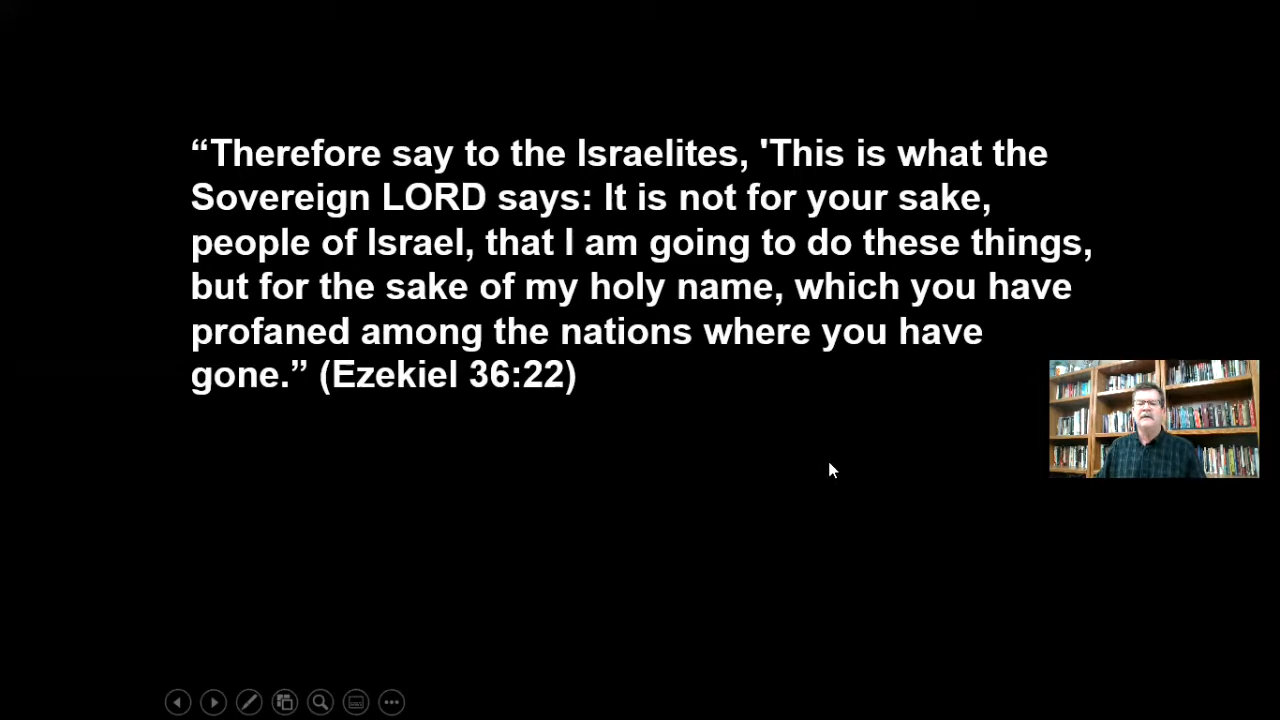 “Therefore say to the Israelites, 'This is what the
Sovereign LORD says: It is not for your sake,
people of Israel, that I am going to do these things,
but for the sake of my holy name, which you have
profaned among the nations where you have
gone.” (Ezekiel 36:22)